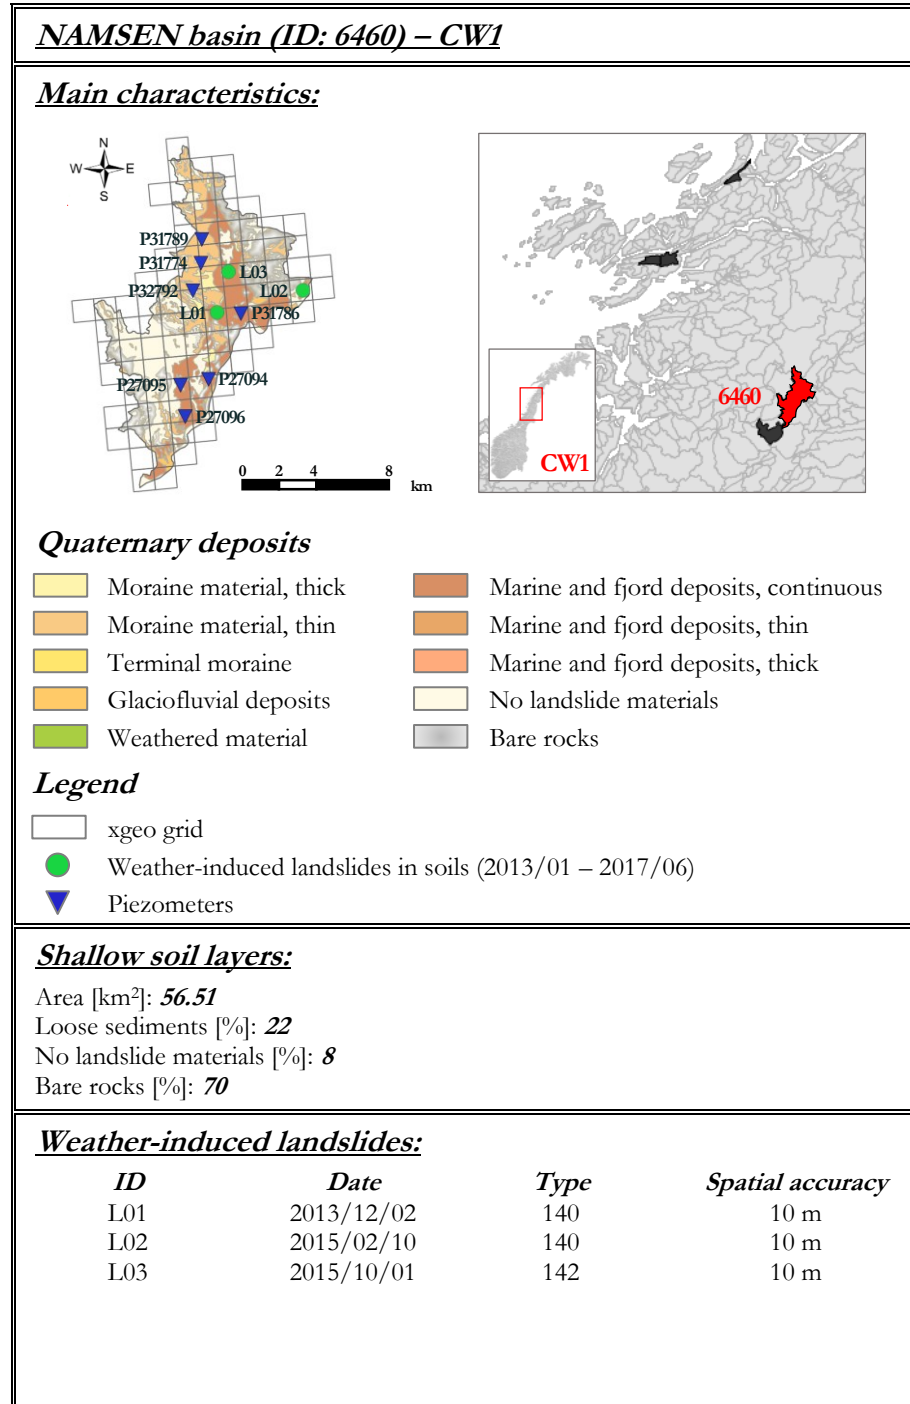 NAMSEN basin (ID: 6460) – CW1
Main characteristics:
N
W E
S
P31789
P31774
L03
P32792
L02
L01
P31786
P27095
P27094
P27096
0 2 4 8
km
6460
CW1
Quaternary deposits
Moraine material, thick
Marine and fjord deposits, continuous
Moraine material, thin
Marine and fjord deposits, thin
Terminal moraine
Marine and fjord deposits, thick
Glaciofluvial deposits
No landslide materials
Weathered material
Bare rocks
Legend
xgeo grid
Weather-induced landslides in soils (2013/01 – 2017/06)
Piezometers
Shallow soil layers:
Area [km²]: 56.51
Loose sediments [%]: 22
No landslide materials [%]: 8
Bare rocks [%]: 70
Weather-induced landslides:
ID Date Type Spatial accuracy
L01 2013/12/02 140 10 m
L02 2015/02/10 140 10 m
L03 2015/10/01 142 10 m